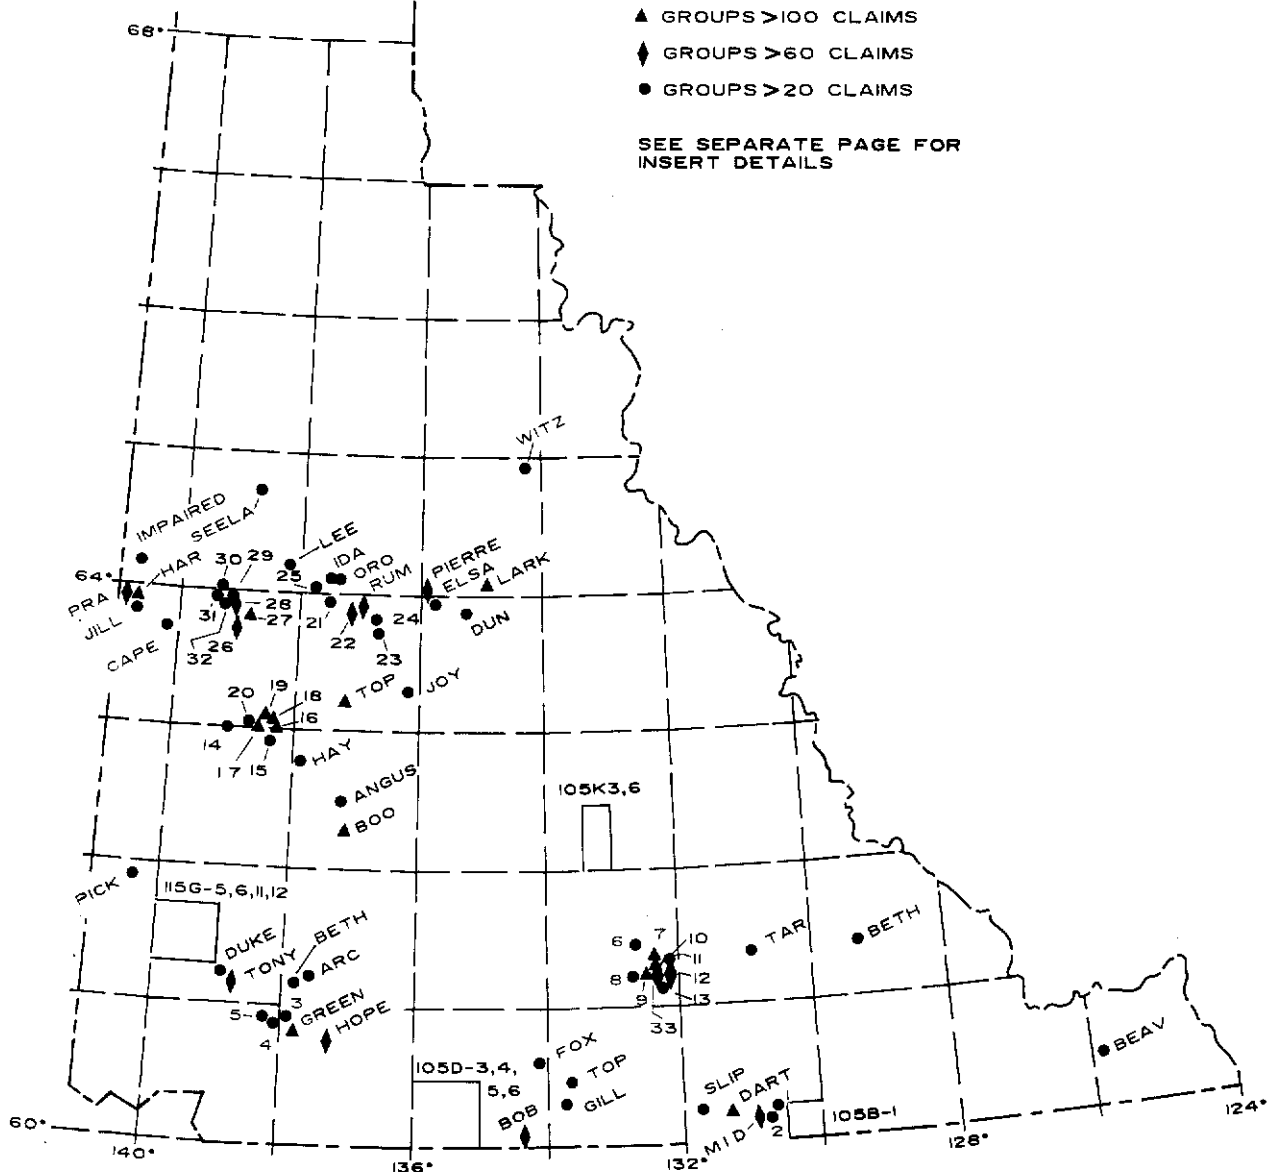 68°
GROUPS >100 CLAIMS
GROUPS >60 CLAIMS
GROUPS >20 CLAIMS
SEE SEPARATE PAGE FOR
INSERT DETAILS
WITZ
IMPAIRED
SEELA
LEE
IDA
ORO
RUM
PIERRE
ELSA
LARK
DUN
64°
HAR
PRA
JILL
CAPE
30
29
25
31
28
27
32
26
21
22
24
23
TOP
JOY
20
19
18
16
14
17
15
HAY
ANGUS
BOO
105K3,6
PICK
115G-5,6,11,12
DUKE
TONY
BETH
ARC
3
GREEN
HOPE
5
4
6
7
10
11
8
12
9
13
33
TAR
BETH
FOX
TOP
GILL
105D-3,4,
5,6
BOB
SLIP
DART
MID
2
105B-1
BEAV
60°
140°
136°
132°
128°
124°